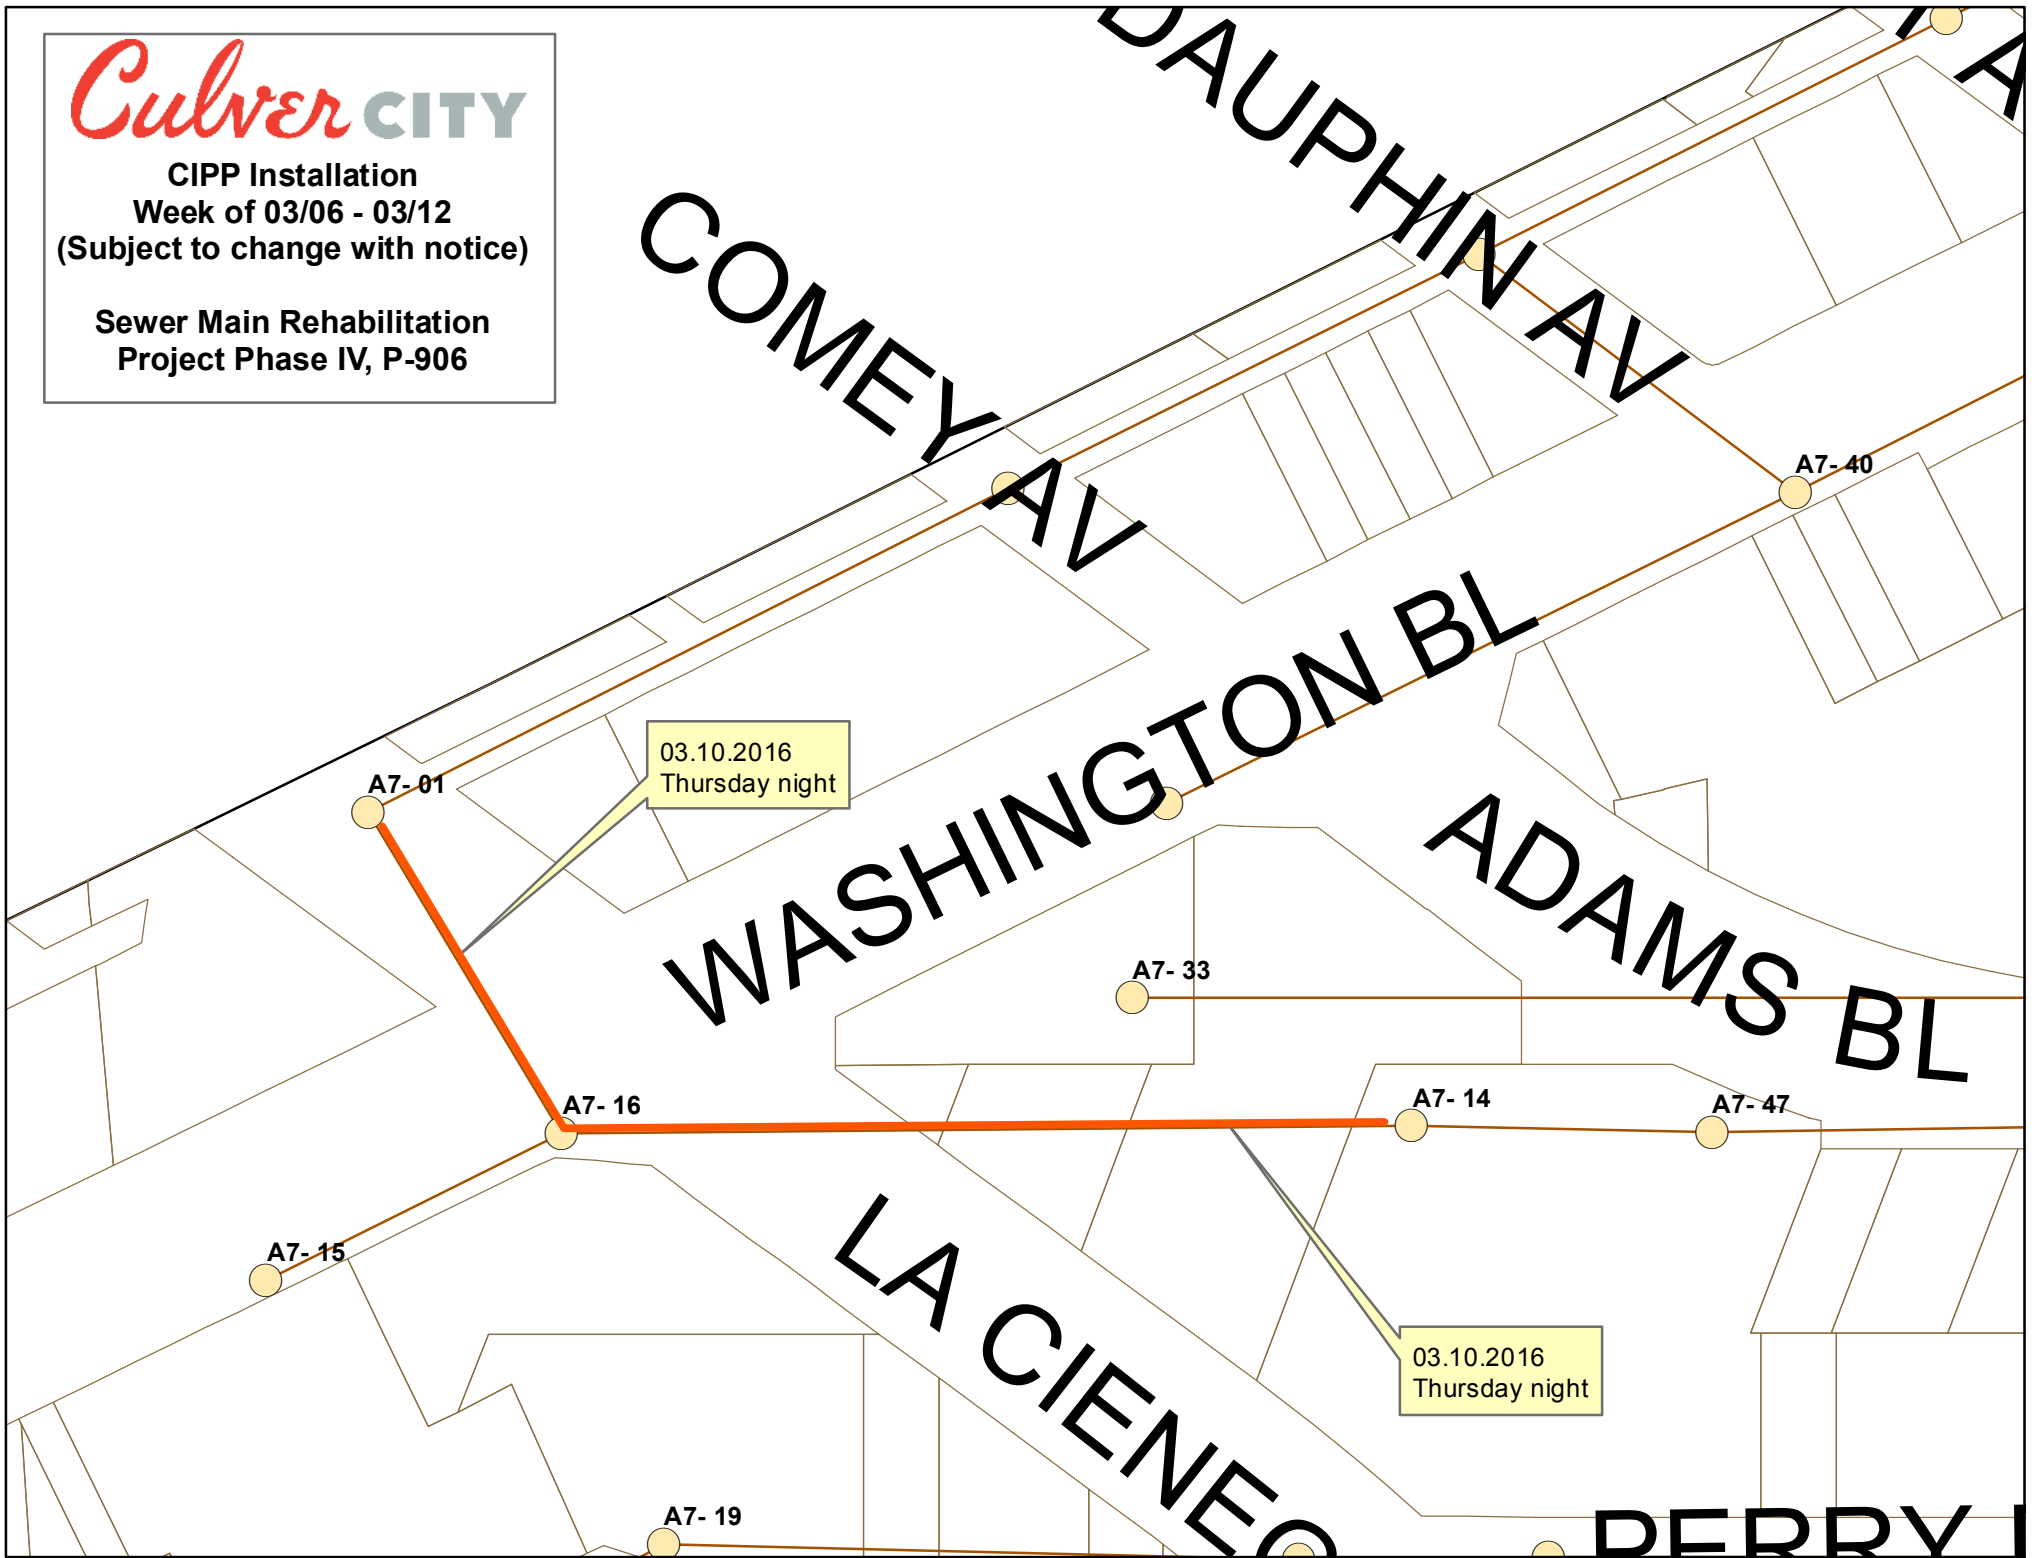 Culver CITY
CIPP Installation
Week of 03/06 - 03/12
(Subject to change with notice)
Sewer Main Rehabilitation
Project Phase IV, P-906
DAUPHIN AV
COMEY AV
A7- 40
WASHINGTON BL
03.10.2016
Thursday night
A7- 01
ADAMS BL
A7- 33
A7- 16
A7- 14
A7- 47
A7- 15
LA CIENEG
03.10.2016
Thursday night
A7- 19
PERRY